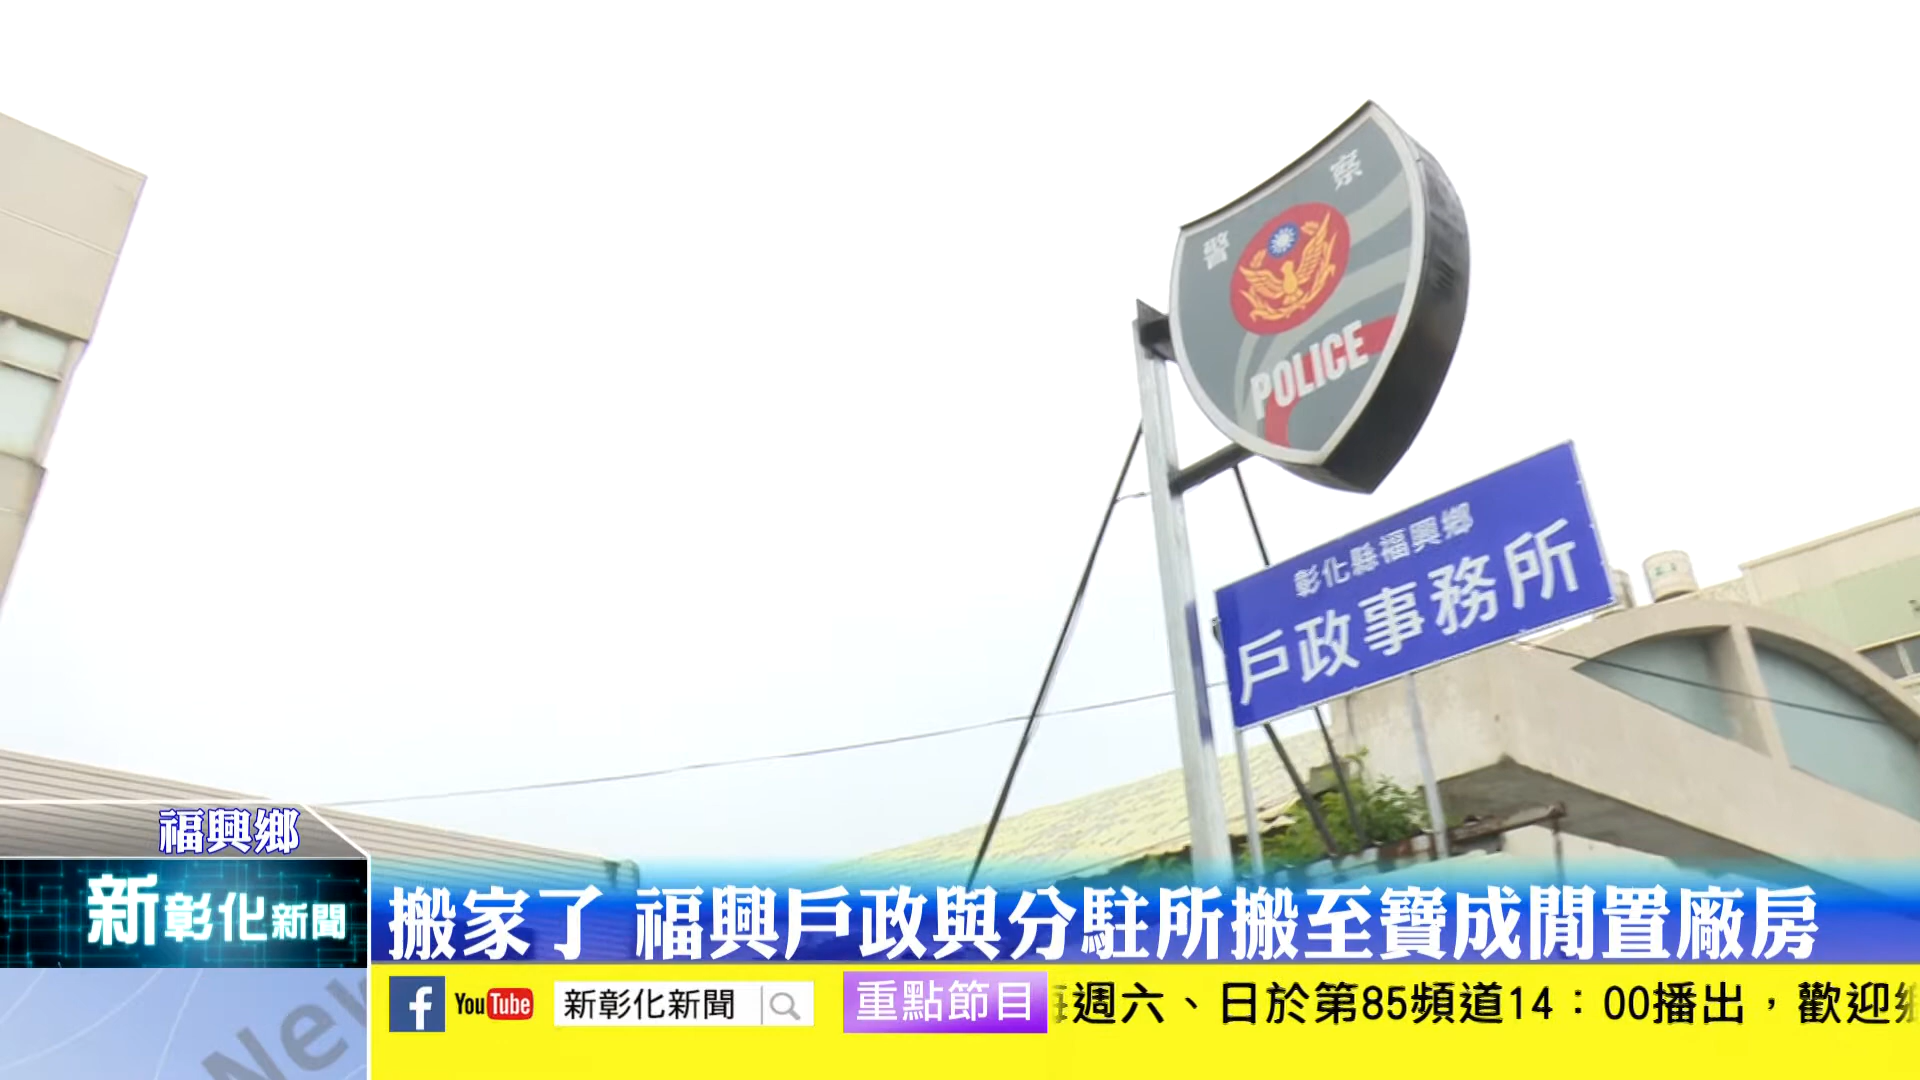 警察
POLICE
彰化縣福興鄉
戶政事務所
福興鄉
新彰化新聞
搬家了 福興戶政與分駐所搬至寶成閒置廠房
YouTube 新彰化新聞 重點節目 週六、日於第85頻道14：00播出，歡迎